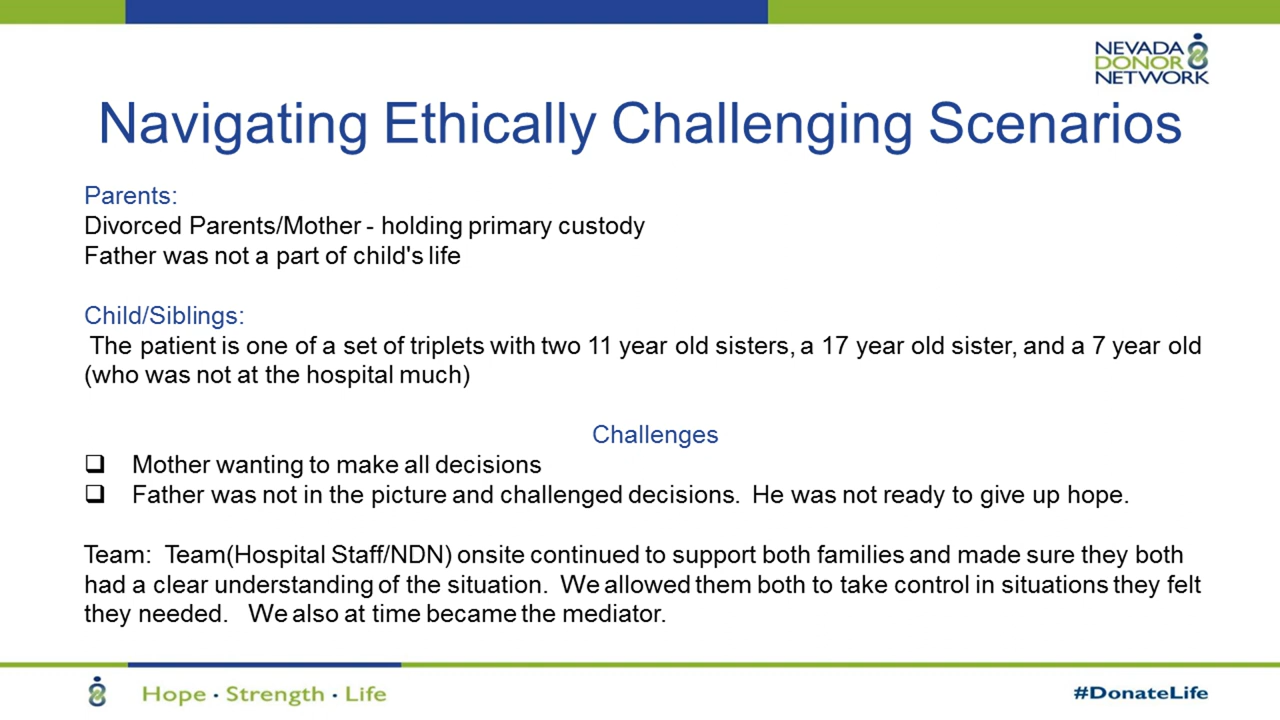 NEVADA
DONOR
NETWORK
Navigating Ethically Challenging Scenarios
Parents:
Divorced Parents/Mother - holding primary custody
Father was not a part of child's life
Child/Siblings:
The patient is one of a set of triplets with two 11 year old sisters, a 17 year old sister, and a 7 year old
(who was not at the hospital much)
Challenges
❑ Mother wanting to make all decisions
❑ Father was not in the picture and challenged decisions. He was not ready to give up hope.
Team: Team(Hospital Staff/NDN) onsite continued to support both families and made sure they both
had a clear understanding of the situation. We allowed them both to take control in situations they felt
they needed. We also at time became the mediator.
Hope · Strength · Life
#DonateLife